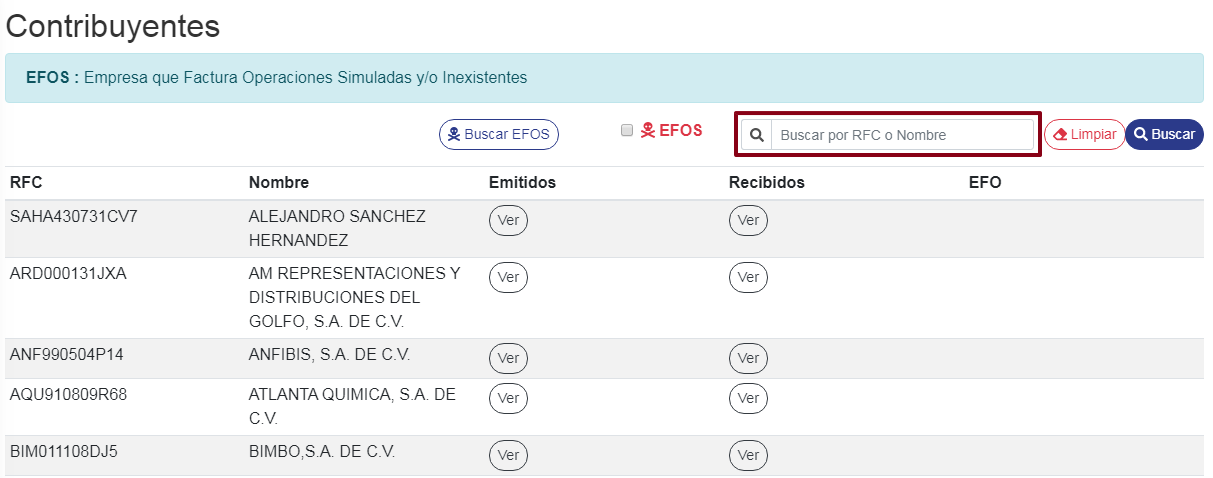 Contribuyentes
EFOS : Empresa que Factura Operaciones Simuladas y/o Inexistentes
Buscar EFOS EFOS Buscar por RFC o Nombre Limpiar Buscar
RFC Nombre Emitidos Recibidos EFO
SAHA430731CV7 ALEJANDRO SANCHEZ Ver Ver
HERNANDEZ
ARD000131JXA AM REPRESENTACIONES Y Ver Ver
DISTRIBUCIONES DEL
GOLFO, S.A. DE C.V.
ANF990504P14 ANFIBIS, S.A. DE C.V. Ver Ver
AQU910809R68 ATLANTA QUIMICA, S.A. DE Ver Ver
C.V.
BIM011108DJ5 BIMBO,S.A. DE C.V. Ver Ver